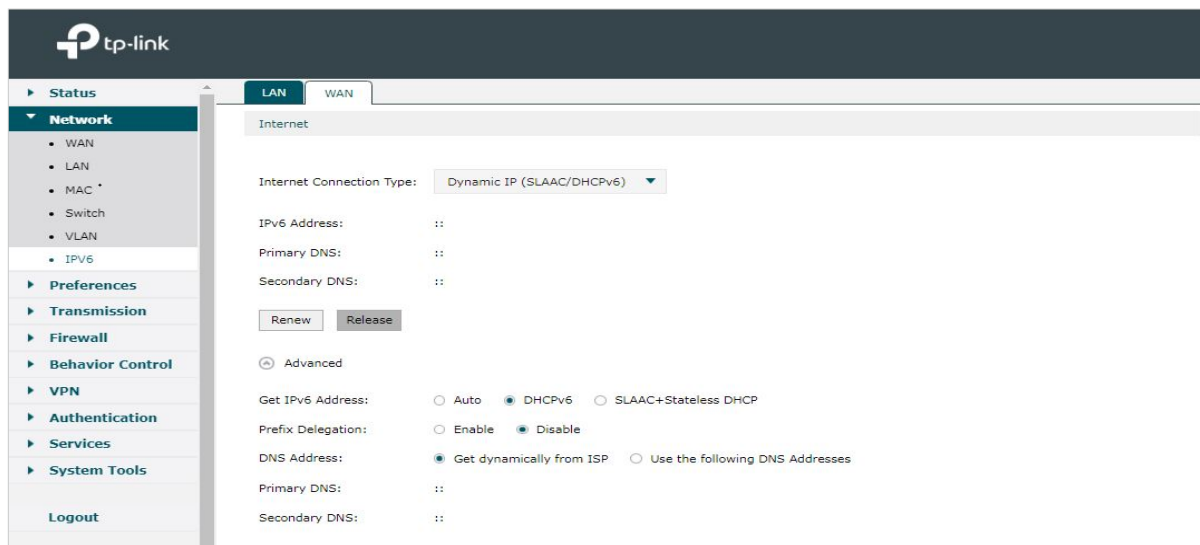 tp-link
Status
Network
WAN
LAN
MAC
Switch
VLAN
IPV6
Preferences
Transmission
Firewall
Behavior Control
VPN
Authentication
Services
System Tools
Logout
LAN WAN
Internet
Internet Connection Type: Dynamic IP (SLAAC/DHCPv6)
IPv6 Address: ::
Primary DNS: ::
Secondary DNS: ::
Renew Release
Advanced
Get IPv6 Address: Auto DHCPv6 SLAAC+Stateless DHCP
Prefix Delegation: Enable Disable
DNS Address: Get dynamically from ISP Use the following DNS Addresses
Primary DNS: ::
Secondary DNS: ::